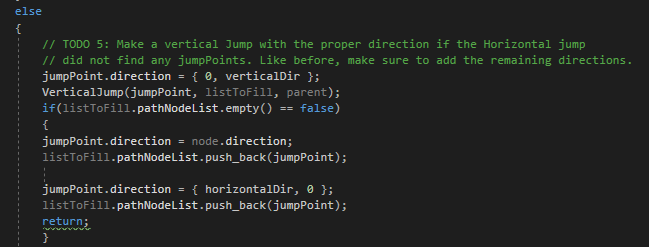 else
{
// TODO 5: Make a vertical Jump with the proper direction if the Horizontal jump
// did not find any jumpPoints. Like before, make sure to add the remaining directions.
jumpPoint.direction = { 0, verticalDir };
VerticalJump(jumpPoint, listToFill, parent);
if(listToFill.pathNodeList.empty() == false)
{
jumpPoint.direction = node.direction;
listToFill.pathNodeList.push_back(jumpPoint);
jumpPoint.direction = { horizontalDir, 0 };
listToFill.pathNodeList.push_back(jumpPoint);
return;
}